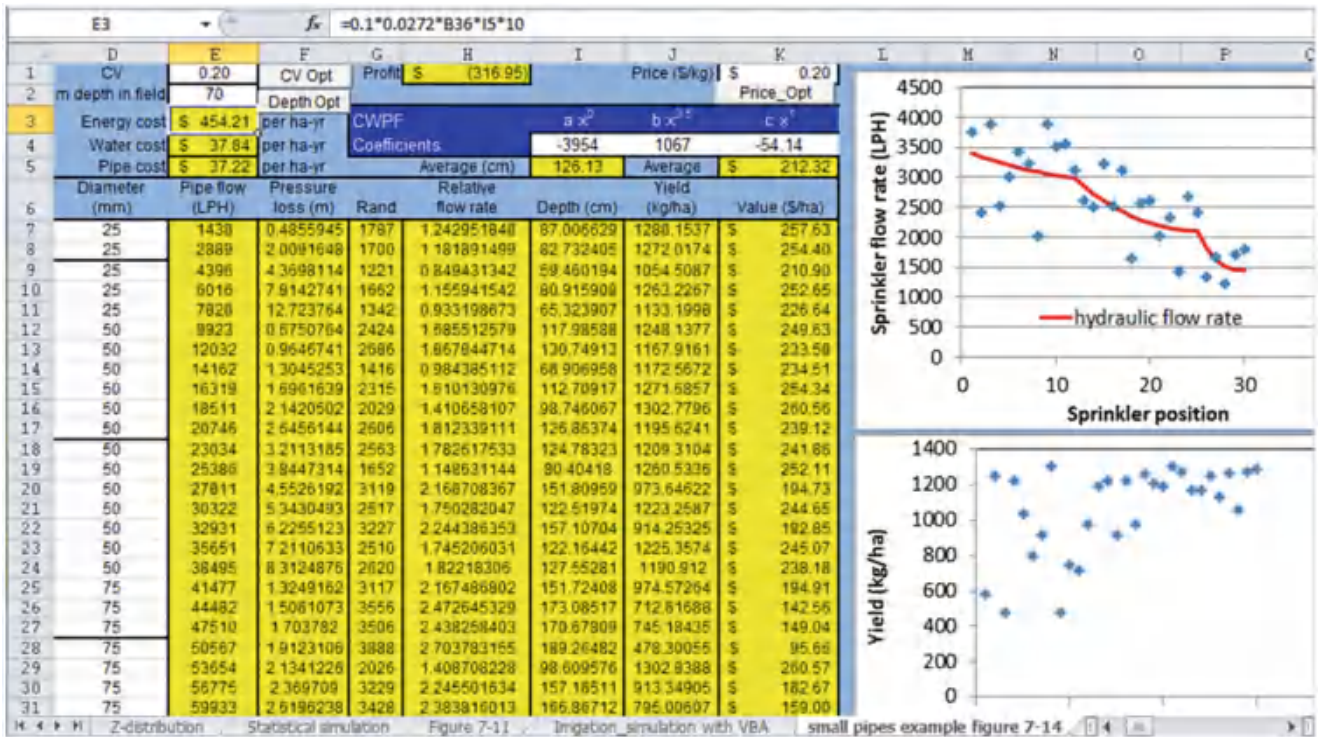 E3 fx =0.1*0.0272*B36*I5*10
D E F G H I J K L M N O P
1 CV 0.20 CV Opt Profit $ (316.95) Price ($/kg) $ 0.20
2 m depth in field 70 Depth Opt Price_Opt
3 Energy cost $ 454.21 per ha-yr CWPF a x b x c x
4 Water cost $ 37.84 per ha-yr Coefficients -3954 1067 -54.14
5 Pipe cost $ 37.22 per ha-yr Average (cm) 126.13 Average $ 212.32
Diameter Pipe flow Pressure Relative Yield
6 (mm) (LPH) loss (m) Rand flow rate Depth (cm) (kg/ha) Value ($/ha)
7 25 1438 0.4855945 1787 1.242951848 87.006629 1288.1537 $ 257.63
8 25 2889 2.0091648 1700 1.181891499 82.732405 1272.0174 $ 254.40
9 25 4396 4.3698114 1221 0.849431342 59.460194 1054.5087 $ 210.90
10 25 6016 7.8142741 1662 1.155941542 80.915908 1263.2267 $ 252.65
11 25 7828 12.723764 1342 0.933198673 65.323907 1133.1998 $ 226.64
12 50 9923 0.6750764 2424 1.685512579 117.98588 1248.1377 $ 249.63
13 50 12032 0.9646741 2686 1.867844714 130.74913 1167.9161 $ 233.58
14 50 14162 1.3045253 1416 0.984385112 68.906958 1172.5672 $ 234.51
15 50 16319 1.6961639 2315 1.610130976 112.70917 1271.6857 $ 254.34
16 50 18511 2.1420502 2029 1.410658107 98.746067 1302.7796 $ 260.56
17 50 20746 2.6456144 2606 1.812339111 126.86374 1195.6241 $ 239.12
18 50 23034 3.2113185 2563 1.782617533 124.78323 1209.3104 $ 241.86
19 50 25386 3.8447314 1652 1.148631144 80.40418 1260.5336 $ 252.11
20 50 27811 4.5526192 3119 2.168708367 151.80959 973.64622 $ 194.73
21 50 30322 5.3430493 2517 1.750282047 122.51974 1223.2587 $ 244.65
22 50 32931 6.2255123 3227 2.244386353 157.10704 914.25325 $ 182.85
23 50 35651 7.2110633 2510 1.745206031 122.16442 1225.3574 $ 245.07
24 50 38495 8.3124876 2620 1.82218306 127.55281 1190.912 $ 238.18
25 75 41477 1.3249162 3117 2.167486802 151.72408 974.57264 $ 194.91
26 75 44482 1.5081073 3556 2.472645329 173.08517 712.81688 $ 142.56
27 75 47510 1.703782 3506 2.438258403 170.67809 745.18435 $ 149.04
28 75 50567 1.9123106 3888 2.703783155 189.26482 478.30055 $ 95.66
29 75 53654 2.1341226 2026 1.408708228 98.609576 1302.8388 $ 260.57
30 75 56775 2.369709 3229 2.245501634 157.18511 913.34905 $ 182.67
31 75 59933 2.6196238 3428 2.383816013 166.86712 795.00607 $ 159.00
Z-distribution Statistical simulation Figure 7-11 Irrigation_simulation with VBA small pipes example figure 7-14
Sprinkler flow rate (LPH)
4500
4000
3500
3000
2500
2000
1500
1000
500
0
hydraulic flow rate
0 10 20 30
Sprinkler position
Yield (kg/ha)
1400
1200
1000
800
600
400
200
0